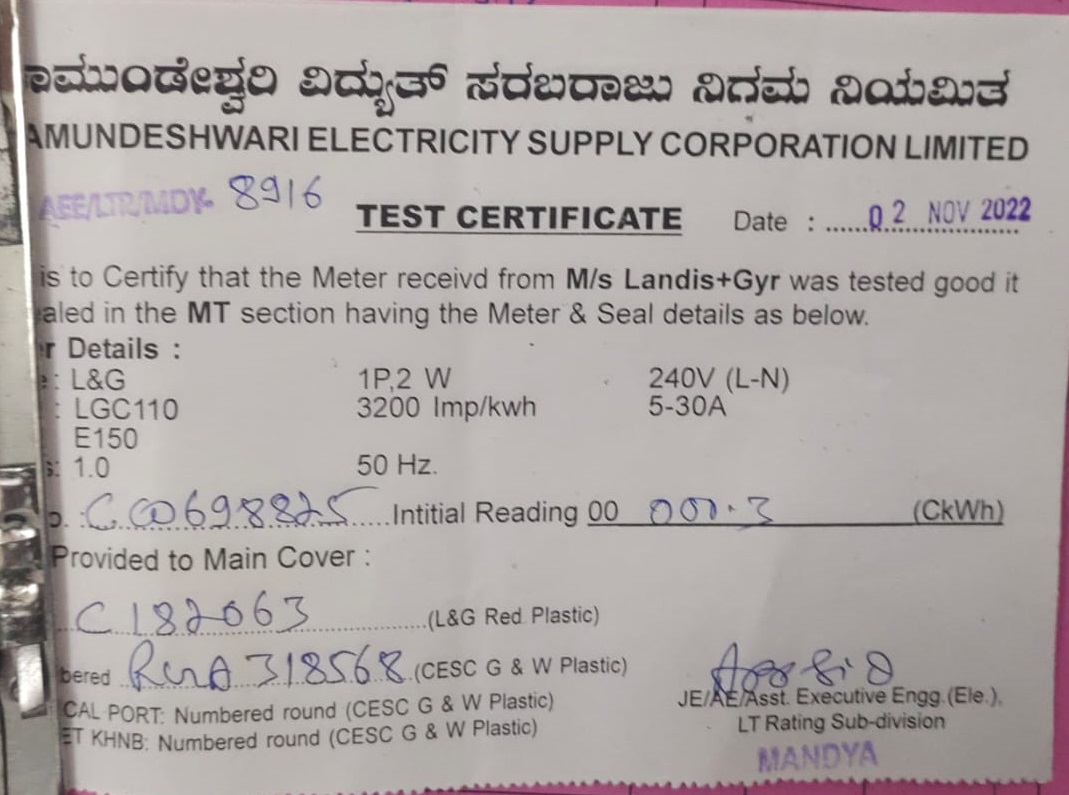 ಾಮುಂಡೇಶ್ವರಿ ವಿದ್ಯುತ್ ಸರಬರಾಜು ನಿಗಮ ನಿಯಮಿತ
AMUNDESHWARI ELECTRICITY SUPPLY CORPORATION LIMITED
AEE/LTR/MDY. 8916
TEST CERTIFICATE Date : 02 NOV 2022
is to Certify that the Meter receivd from M/s Landis+Gyr was tested good it
aled in the MT section having the Meter & Seal details as below.
r Details :
: L&G 1P,2 W 240V (L-N)
: LGC110 3200 Imp/kwh 5-30A
E150
s: 1.0 50 Hz.
. : Intitial Reading 00 (CkWh)
Provided to Main Cover :
C182063 (L&G Red Plastic)
bered 318568 (CESC G & W Plastic)
CAL PORT: Numbered round (CESC G & W Plastic)
ET KHNB: Numbered round (CESC G & W Plastic)
JE/AE/Asst. Executive Engg.(Ele.),
LT Rating Sub-division
MANDYA